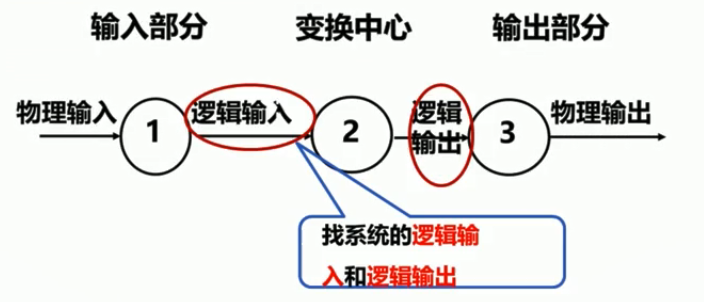 输入部分 变换中心 输出部分
物理输入 1 逻辑输入 2 逻辑 3 物理输出
输出
找系统的逻辑输
入和逻辑输出